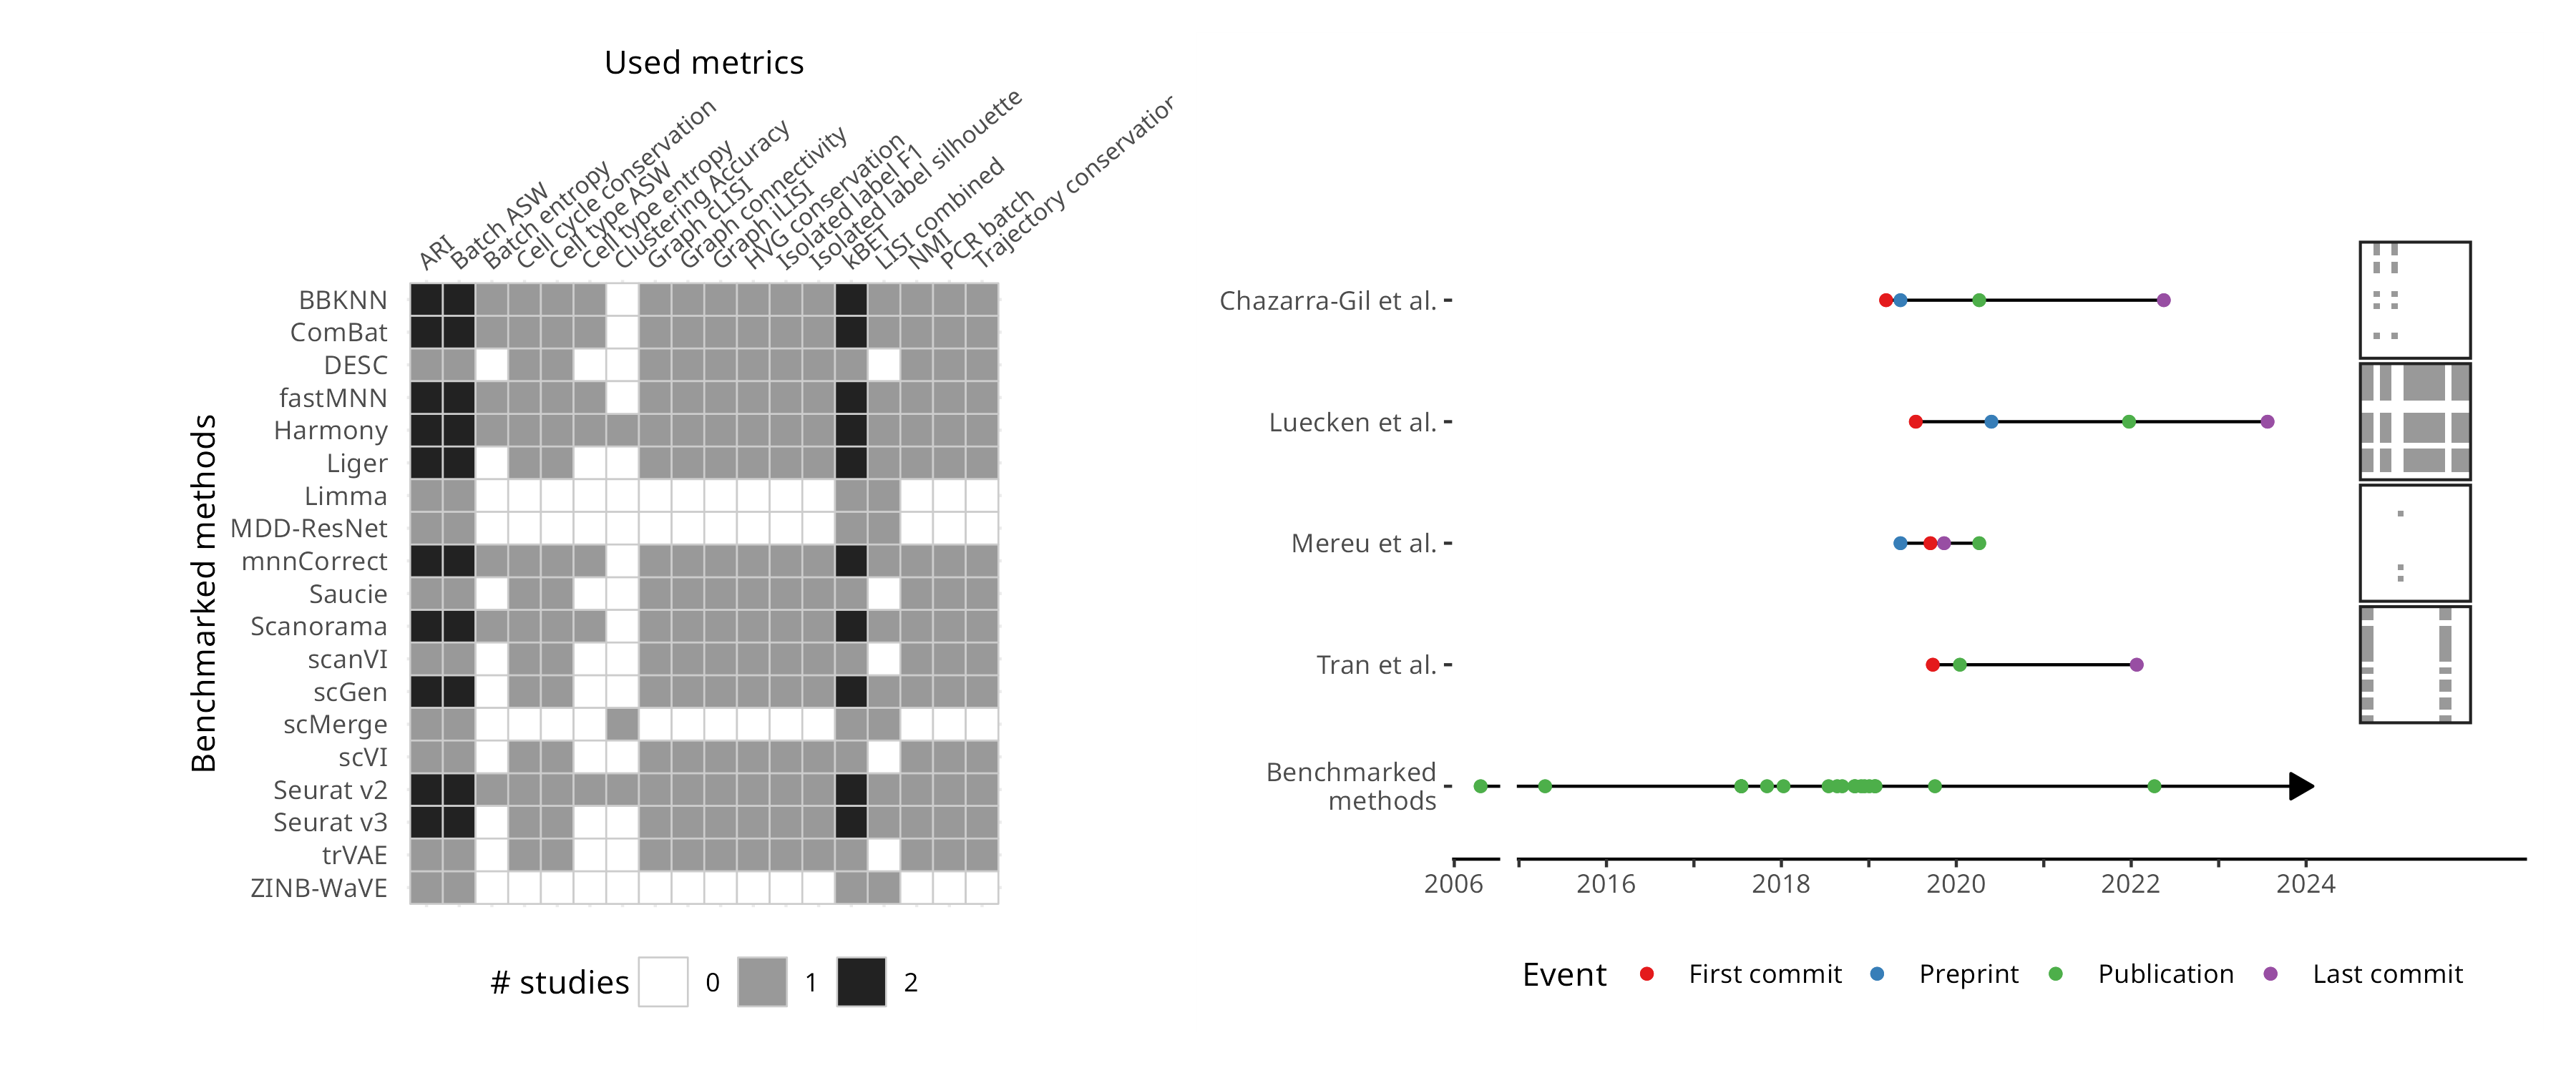 Used metrics
ARI
Batch ASW
Batch entropy
Cell cycle conservation
Cell type ASW
Cell type entropy
Clustering Accuracy
Graph cLISI
Graph connectivity
Graph iLISI
HVG conservation
Isolated label F1
Isolated label silhouette
kBET
LISI combined
NMI
PCR batch
Trajectory conservation
Benchmarked methods
BBKNN
ComBat
DESC
fastMNN
Harmony
Liger
Limma
MDD-ResNet
mnnCorrect
Saucie
Scanorama
scanVI
scGen
scMerge
scVI
Seurat v2
Seurat v3
trVAE
ZINB-WaVE
# studies 0 1 2
Chazarra-Gil et al.
Luecken et al.
Mereu et al.
Tran et al.
Benchmarked
methods
2006 2016 2018 2020 2022 2024
Event First commit Preprint Publication Last commit